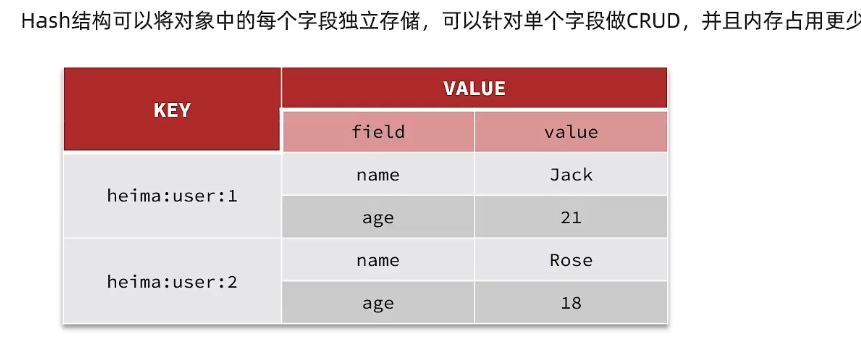 Hash结构可以将对象中的每个字段独立存储，可以针对单个字段做CRUD，并且内存占用更少
KEY
VALUE
field value
heima:user:1
name Jack
age 21
heima:user:2
name Rose
age 18